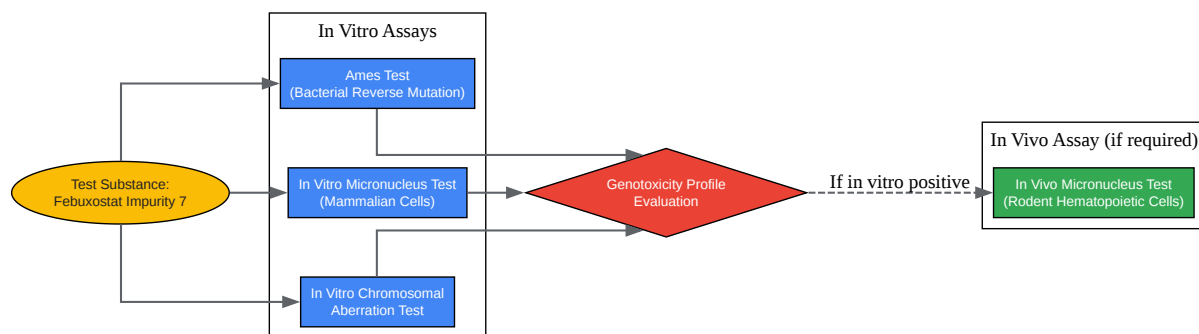 In Vitro Assays
Ames Test
(Bacterial Reverse Mutation)
Test Substance:
Febuxostat Impurity 7
In Vitro Micronucleus Test
(Mammalian Cells)
In Vitro Chromosomal
Aberration Test
Genotoxicity Profile
Evaluation
If in vitro positive
In Vivo Assay (if required)
In Vivo Micronucleus Test
(Rodent Hematopoietic Cells)